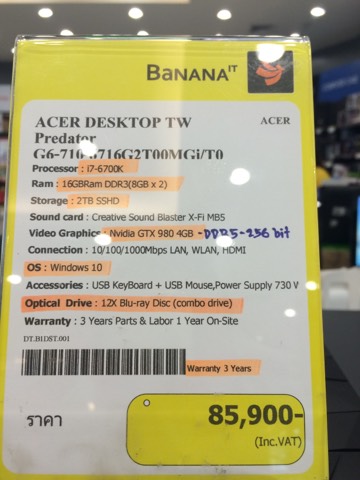 BaNANA IT
ACER DESKTOP TW ACER
Predator
G6-710-8716G2T00MGi/T0
Processor : i7-6700K
Ram : 16GBRam DDR3(8GB x 2)
Storage : 2TB SSHD
Sound card : Creative Sound Blaster X-Fi MB5
Video Graphics : Nvidia GTX 980 4GB -DDR5-256 bit
Connection : 10/100/1000Mbps LAN, WLAN, HDMI
OS : Windows 10
Accessories : USB KeyBoard + USB Mouse,Power Supply 730 W
Optical Drive : 12X Blu-ray Disc (combo drive)
Warranty : 3 Years Parts & Labor 1 Year On-Site
DT.B1DST.001
Warranty 3 Years
ราคา 85,900-
(Inc.VAT)